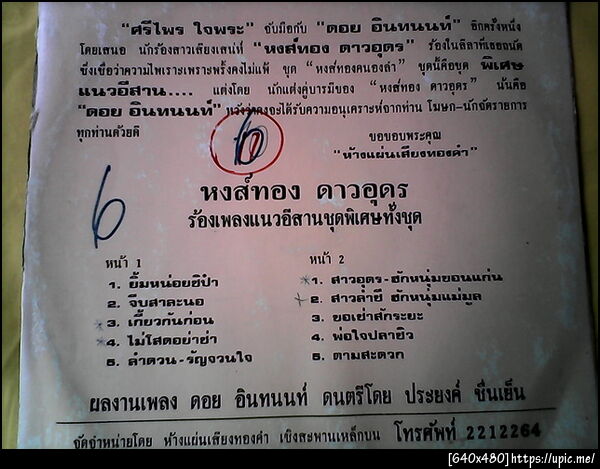 "ศรีไพร ใจพระ" จับมือกับ "ดอย อินทนนท์" อีกครั้งหนึ่ง
โดยเสนอ นักร้องสาวเสียงเสน่ห์ "หงส์ทอง ดาวอุดร" ร้องในลีลาที่เธอถนัด
ซึ่งเชื่อว่าความไพเราะเพราะพริ้งคงไม่แพ้ ชุด "หงส์ทองคนองลำ" ชุดนี้คือชุด พิเศษ
แนวอีสาน.... แต่งโดย นักแต่งคู่บารมีของ "หงส์ทอง ดาวอุดร" นั่นคือ
"ดอย อินทนนท์" หวังว่าคงจะได้รับความอนุเคราะห์จากท่าน โฆษก-นักจัดรายการ
ทุกท่านด้วยดี
ขอขอบพระคุณ
"ห้างแผ่นเสียงทองคำ"
6
6
หงส์ทอง ดาวอุดร
ร้องเพลงแนวอีสานชุดพิเศษทั้งชุด
หน้า 1
1. ยิ้มหน่อยซิป๋า
2. จีบสาละนอ
3. เกี้ยวกันก่อน
4. ไม่โสดอย่าซ่า
5. ลำดวน-รัญจวนใจ
หน้า 2
1. สาวอุดร-ฮักหนุ่มขอนแก่น
2. สาวลำชี ฮักหนุ่มแม่มูล
3. ขอเซ่าสักระยะ
4. พ่อใจปลาซิว
5. ตามสะดวก
ผลงานเพลง ดอย อินทนนท์ ดนตรีโดย ประยงค์ ชื่นเย็น
จัดจำหน่ายโดย ห้างแผ่นเสียงทองคำ เชิงสะพานเหล็กบน โทรศัพท์ 2212264
[640x480]https://upic.me/